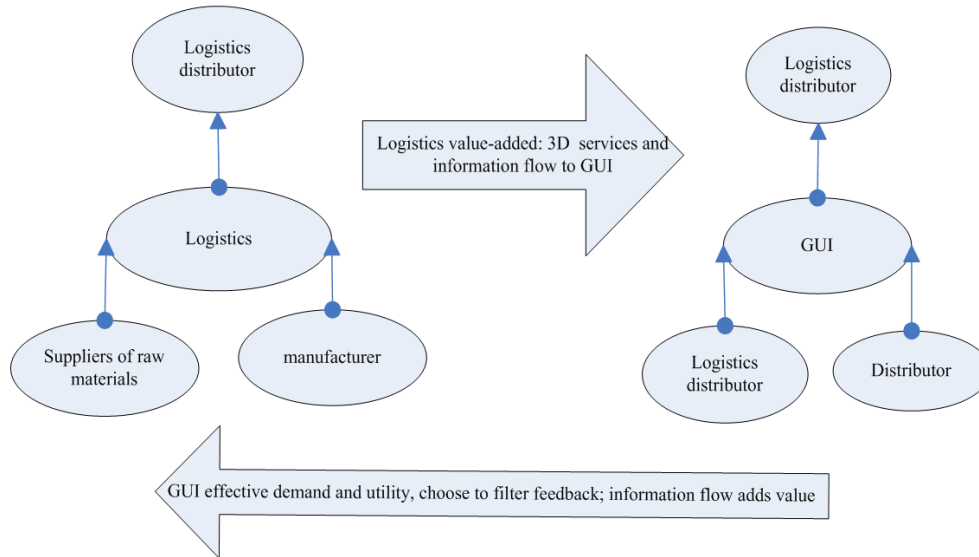 Logistics
distributor
Logistics
distributor
Logistics value-added: 3D services and
information flow to GUI
Logistics
GUI
Suppliers of raw
materials
manufacturer
Logistics
distributor
Distributor
GUI effective demand and utility, choose to filter feedback; information flow adds value